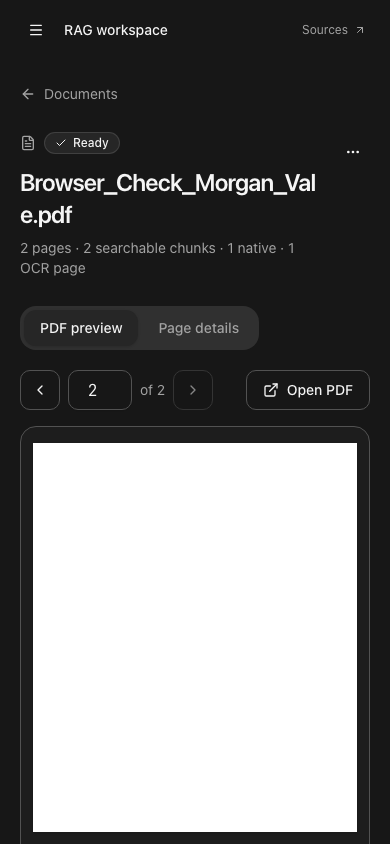 RAG workspace
Sources
Documents
Ready
Browser_Check_Morgan_Val
e.pdf
2 pages · 2 searchable chunks · 1 native · 1
OCR page
PDF preview
Page details
2
of 2
Open PDF